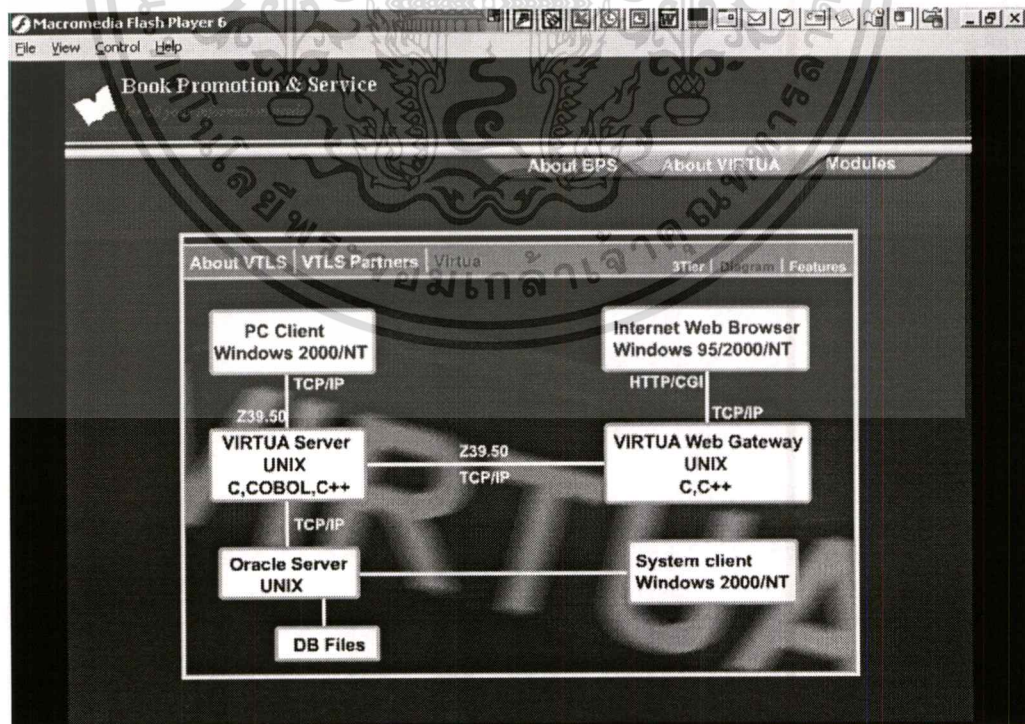 Macromedia Flash Player 6
File View Control Help
Book Promotion & Service
About BPS About VIRTUA Modules
About VTLS | VTLS Partners | Virtua 3Tier | Diagram | Features
PC Client
Windows 2000/NT
Internet Web Browser
Windows 95/2000/NT
TCP/IP
HTTP/CGI
Z39.50
TCP/IP
VIRTUA Server
UNIX
C,COBOL,C++
Z39.50
TCP/IP
VIRTUA Web Gateway
UNIX
C,C++
TCP/IP
Oracle Server
UNIX
System client
Windows 2000/NT
DB Files
VIRTUA